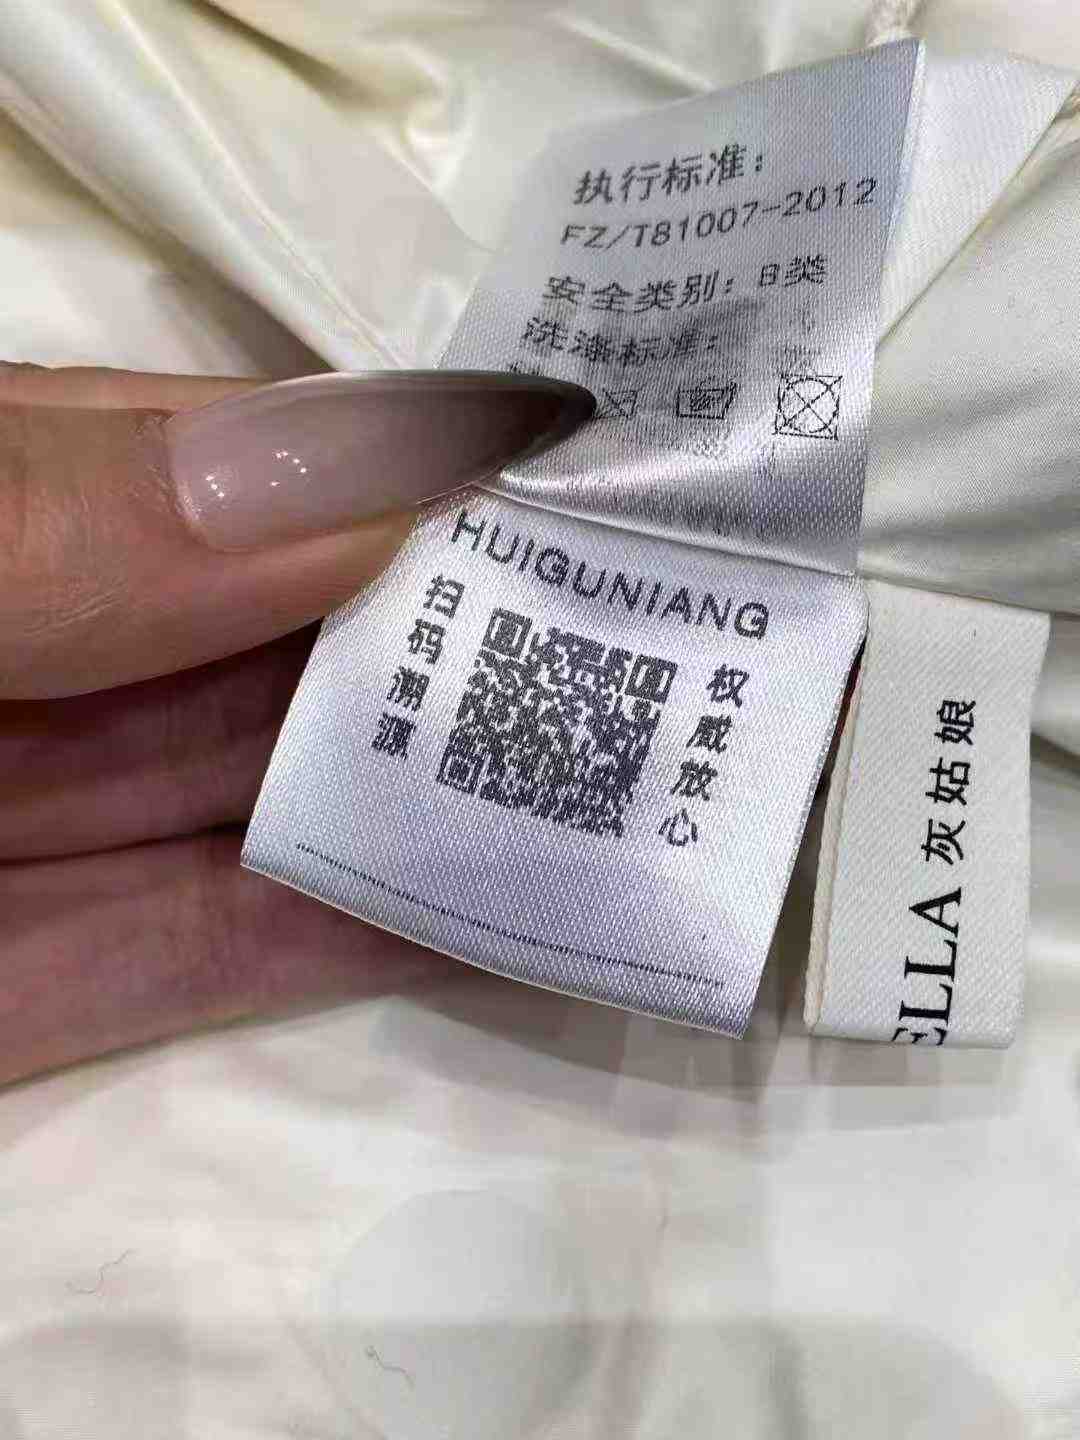 执行标准：
FZ/T81007-2012
安全类别：B类
洗涤标准：
HUIGUNIANG
扫码溯源
权威放心
ELLA 灰姑娘